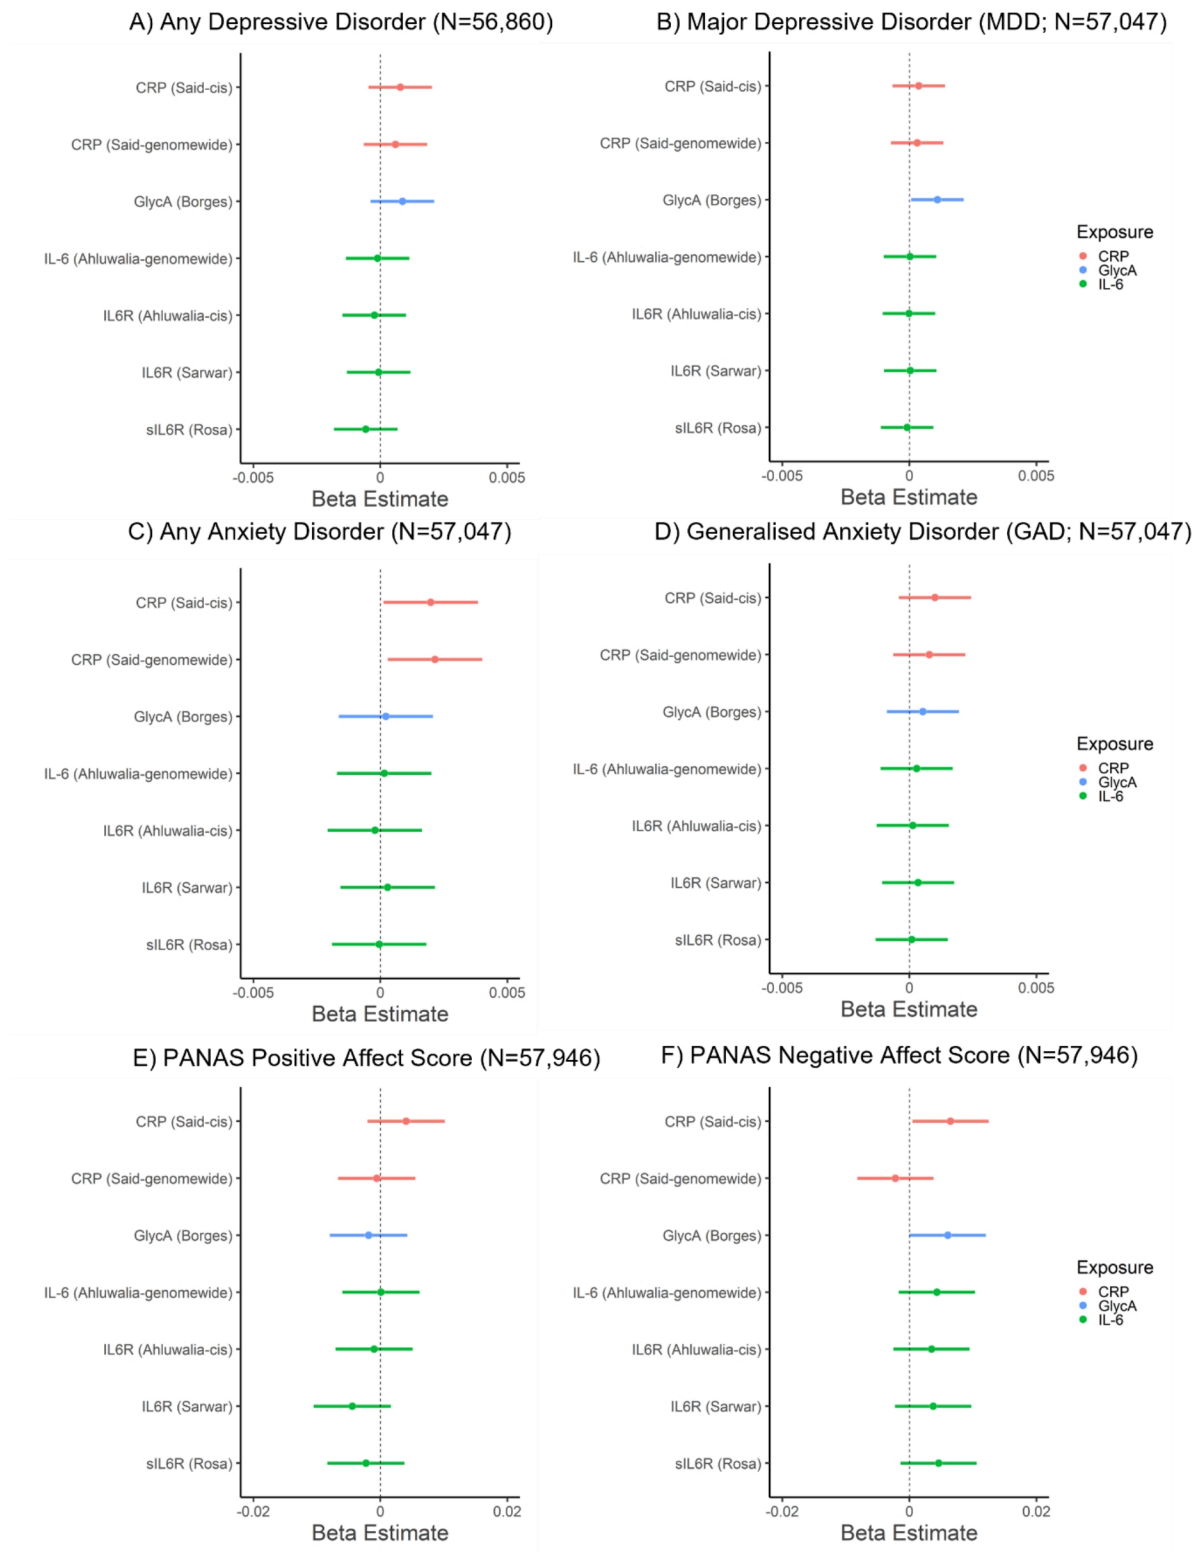 A) Any Depressive Disorder (N=56,860)
CRP (Said-cis)
CRP (Said-genomewide)
GlycA (Borges)
IL-6 (Ahluwalia-genomewide)
IL6R (Ahluwalia-cis)
IL6R (Sarwar)
sIL6R (Rosa)
-0.005 0 0.005
Beta Estimate
B) Major Depressive Disorder (MDD; N=57,047)
CRP (Said-cis)
CRP (Said-genomewide)
GlycA (Borges)
IL-6 (Ahluwalia-genomewide)
IL6R (Ahluwalia-cis)
IL6R (Sarwar)
sIL6R (Rosa)
-0.005 0 0.005
Beta Estimate
Exposure
CRP
GlycA
IL-6
C) Any Anxiety Disorder (N=57,047)
CRP (Said-cis)
CRP (Said-genomewide)
GlycA (Borges)
IL-6 (Ahluwalia-genomewide)
IL6R (Ahluwalia-cis)
IL6R (Sarwar)
sIL6R (Rosa)
-0.005 0 0.005
Beta Estimate
D) Generalised Anxiety Disorder (GAD; N=57,047)
CRP (Said-cis)
CRP (Said-genomewide)
GlycA (Borges)
IL-6 (Ahluwalia-genomewide)
IL6R (Ahluwalia-cis)
IL6R (Sarwar)
sIL6R (Rosa)
-0.005 0 0.005
Beta Estimate
Exposure
CRP
GlycA
IL-6
E) PANAS Positive Affect Score (N=57,946)
CRP (Said-cis)
CRP (Said-genomewide)
GlycA (Borges)
IL-6 (Ahluwalia-genomewide)
IL6R (Ahluwalia-cis)
IL6R (Sarwar)
sIL6R (Rosa)
-0.02 0 0.02
Beta Estimate
F) PANAS Negative Affect Score (N=57,946)
CRP (Said-cis)
CRP (Said-genomewide)
GlycA (Borges)
IL-6 (Ahluwalia-genomewide)
IL6R (Ahluwalia-cis)
IL6R (Sarwar)
sIL6R (Rosa)
-0.02 0 0.02
Beta Estimate
Exposure
CRP
GlycA
IL-6